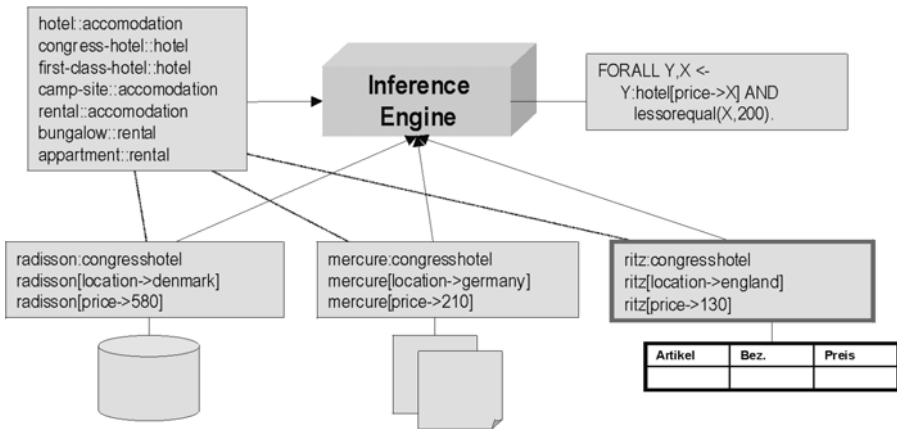 hotel::accomodation
congress-hotel::hotel
first-class-hotel::hotel
camp-site::accomodation
rental::accomodation
bungalow::rental
appartment::rental
Inference
Engine
FORALL Y,X <-
Y:hotel[price->X] AND
lessorequal(X,200).
radisson:congresshotel
radisson[location->denmark]
radisson[price->580]
mercure:congresshotel
mercure[location->germany]
mercure[price->210]
ritz:congresshotel
ritz[location->england]
ritz[price->130]
Artikel Bez. Preis